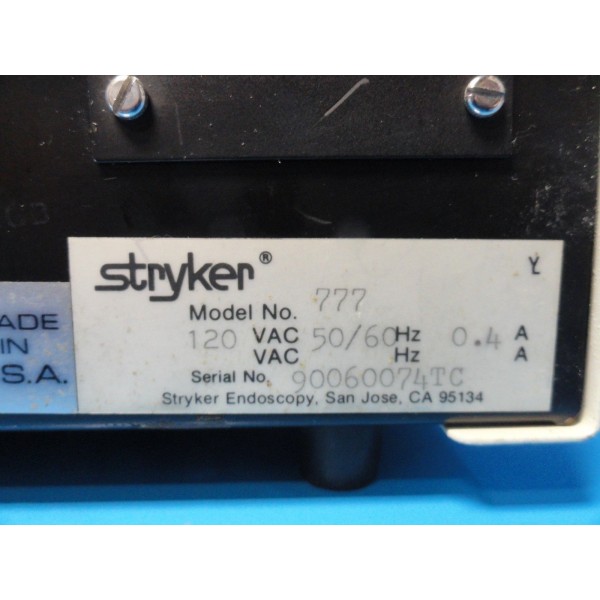 stryker®
YL
Model No. 777
120 VAC 50/60 Hz 0.4 A
VAC Hz A
Serial No. 90060074TC
Stryker Endoscopy, San Jose, CA 95134
ADE
IN
S.A.